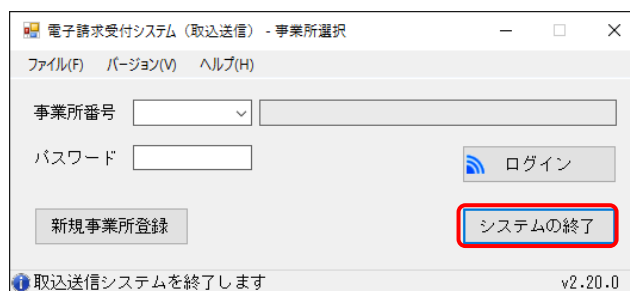 電子請求受付システム（取込送信） - 事業所選択
ファイル(F) バージョン(V) ヘルプ(H)
事業所番号
パスワード
ログイン
新規事業所登録
システムの終了
取込送信システムを終了します
v2.20.0